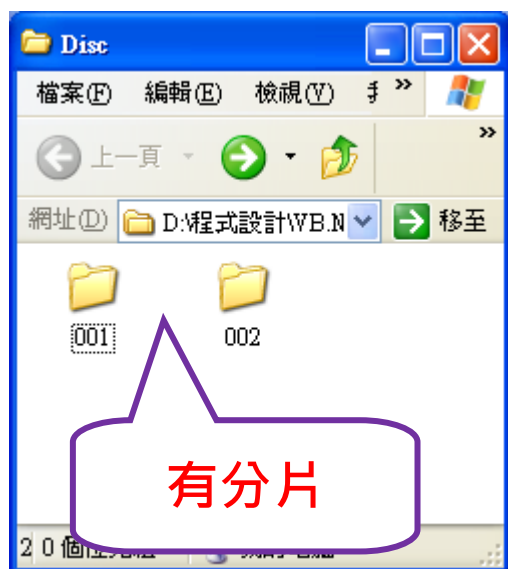 Disc
檔案(F) 編輯(E) 檢視(V) »
上一頁 »
網址(D) D:\程式設計\VB.N 移至
001 002
有分片
2 0 個